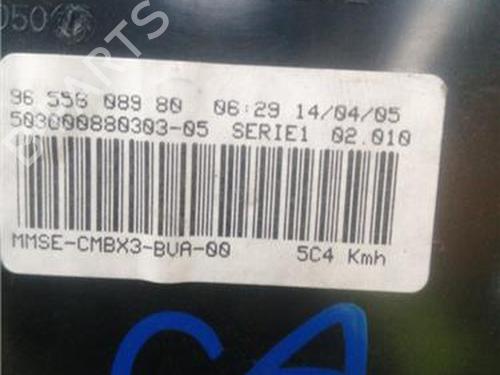 96 556 089 80 06:29 14/04/05
503000880303-05 SERIE1 02.010
MMSE-CMBX3-BVA-00 5C4 Kmh
C4